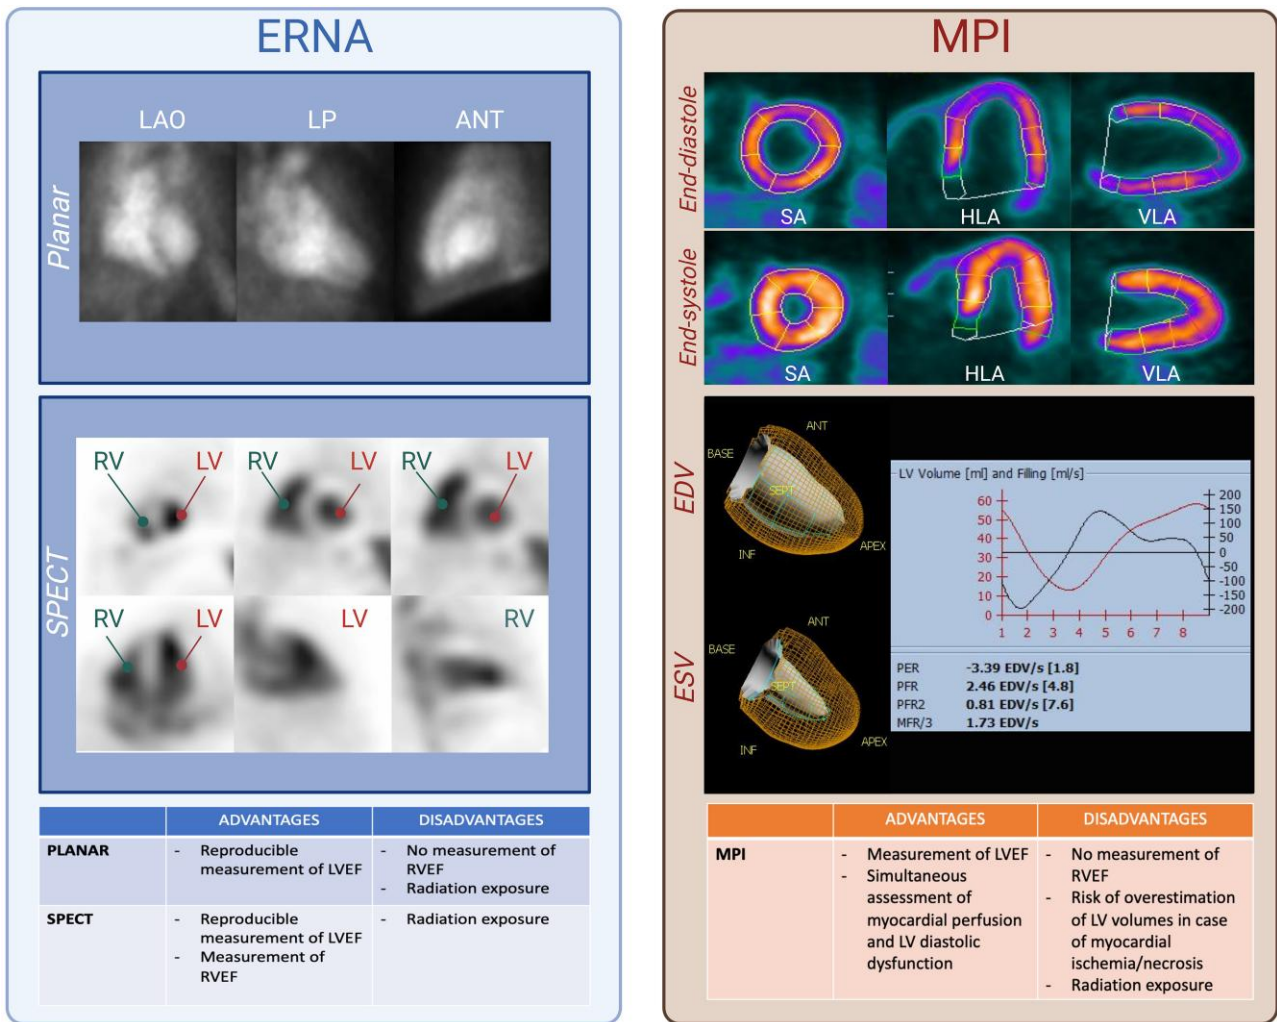 ERNA
Planar
LAO LP ANT
SPECT
RV LV RV LV RV LV
RV LV LV RV
ADVANTAGES DISADVANTAGES
PLANAR - Reproducible - No measurement of
measurement of LVEF RVEF
- Radiation exposure
SPECT - Reproducible - Radiation exposure
measurement of LVEF
- Measurement of
RVEF
MPI
End-diastole
SA HLA VLA
End-systole
SA HLA VLA
EDV
ANT
BASE
SEPT
INF
APEX
ESV
ANT
BASE
SEPT
INF
APEX
LV Volume [ml] and Filling [ml/s]
60 200
50 150
40 100
30 50
20 0
10 -50
0 -100
-150
-200
1 2 3 4 5 6 7 8
PER -3.39 EDV/s [1.8]
PFR 2.46 EDV/s [4.8]
PFR2 0.81 EDV/s [7.6]
MFR/3 1.73 EDV/s
ADVANTAGES DISADVANTAGES
MPI - Measurement of LVEF - No measurement of
- Simultaneous RVEF
assessment of - Risk of overestimation
myocardial perfusion of LV volumes in case
and LV diastolic of myocardial
dysfunction ischemia/necrosis
- Radiation exposure